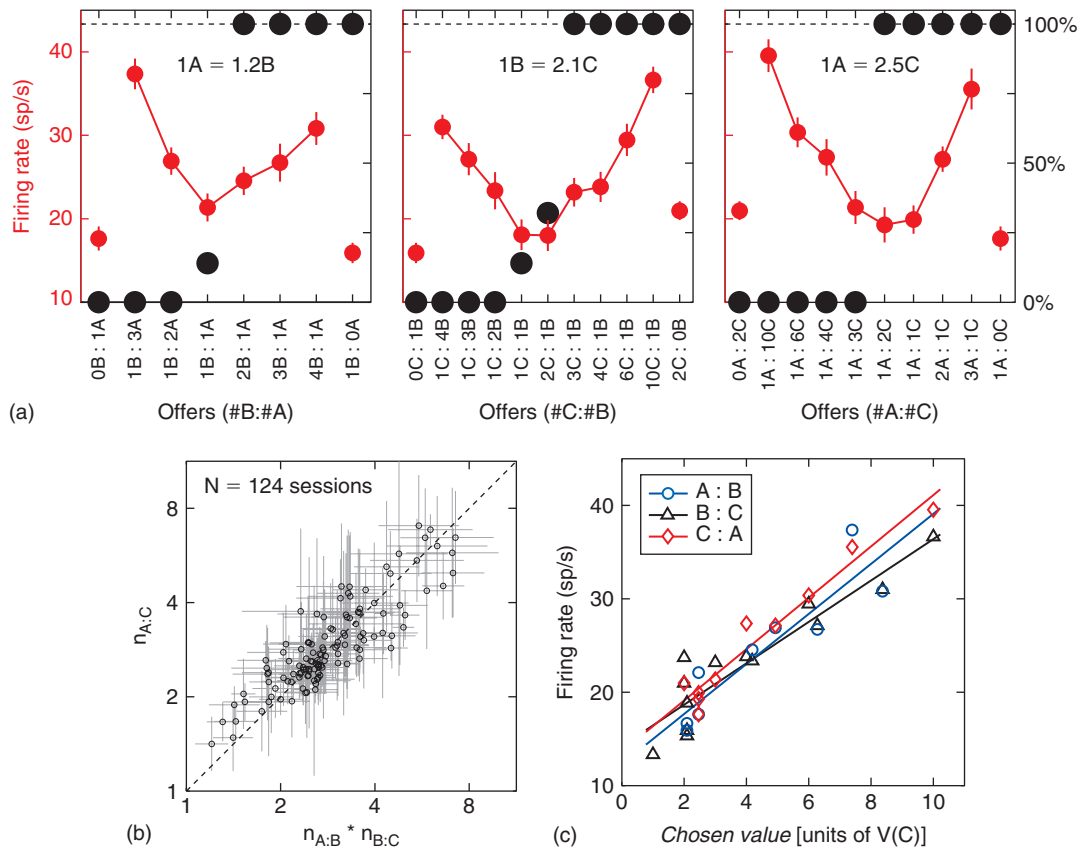 1A = 1.2B
1B = 2.1C
1A = 2.5C
Firing rate (sp/s)
40
30
20
10
100%
50%
0%
0B : 1A
1B : 3A
1B : 2A
1B : 1A
2B : 1A
3B : 1A
4B : 1A
1B : 0A
0C : 1B
1C : 4B
1C : 3B
1C : 2B
1C : 1B
2C : 1B
3C : 1B
4C : 1B
6C : 1B
10C : 1B
2C : 0B
0A : 2C
1A : 10C
1A : 6C
1A : 4C
1A : 3C
1A : 2C
1A : 1C
2A : 1C
3A : 1C
1A : 0C
(a)
Offers (#B:#A)
Offers (#C:#B)
Offers (#A:#C)
N = 124 sessions
n A:C
8
4
2
1
1
2
4
8
(b)
n A:B * n B:C
A : B
B : C
C : A
Firing rate (sp/s)
40
30
20
10
0
2
4
6
8
10
(c)
Chosen value [units of V(C)]